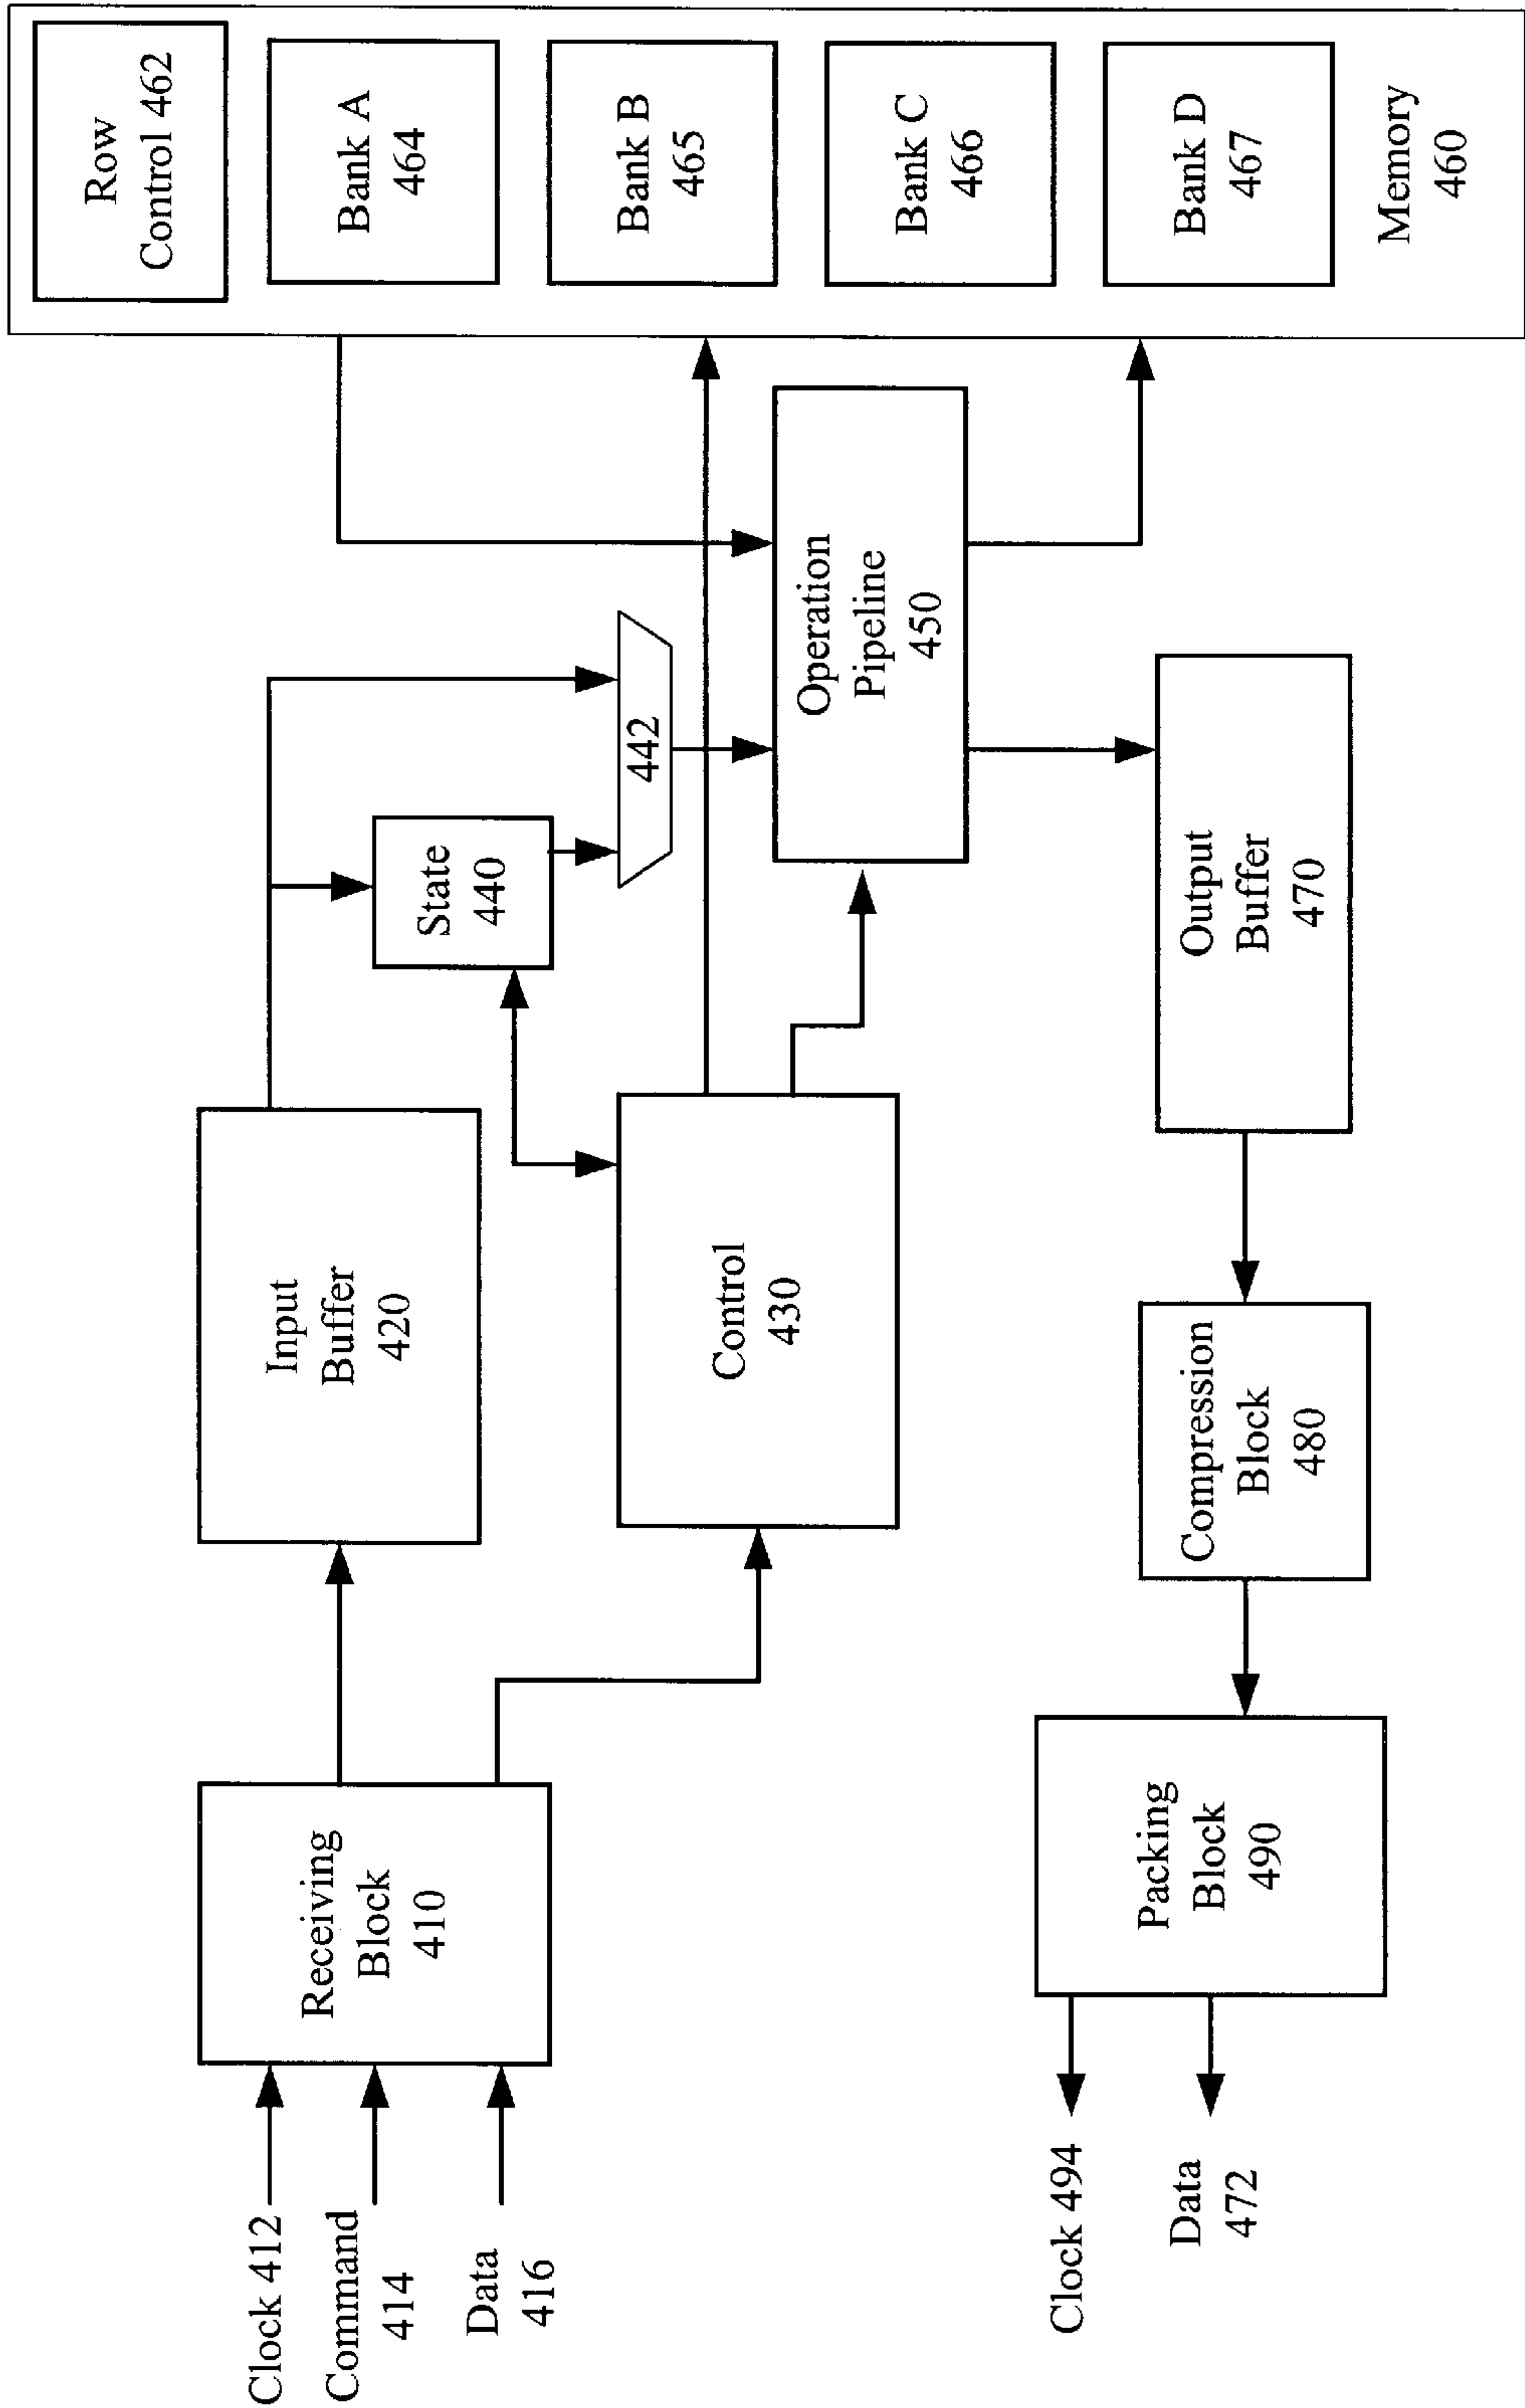 Clock 412
Command
414
Data
416
Receiving
Block
410
Input
Buffer
420
Control
430
State
440
442
Operation
Pipeline
450
Row
Control 462
Bank A
464
Bank B
465
Bank C
466
Bank D
467
Memory
460
Output
Buffer
470
Compression
Block
480
Packing
Block
490
Clock 494
Data
472